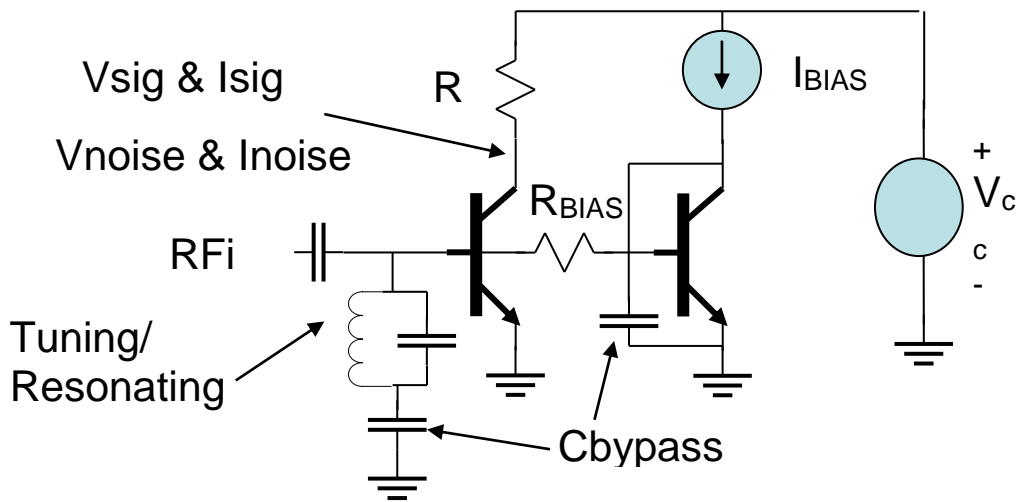 Vsig & Isig
Vnoise & Inoise
R
IBIAS
RBIAS
RFi
+
Vc
c
-
Tuning/
Resonating
Cbypass